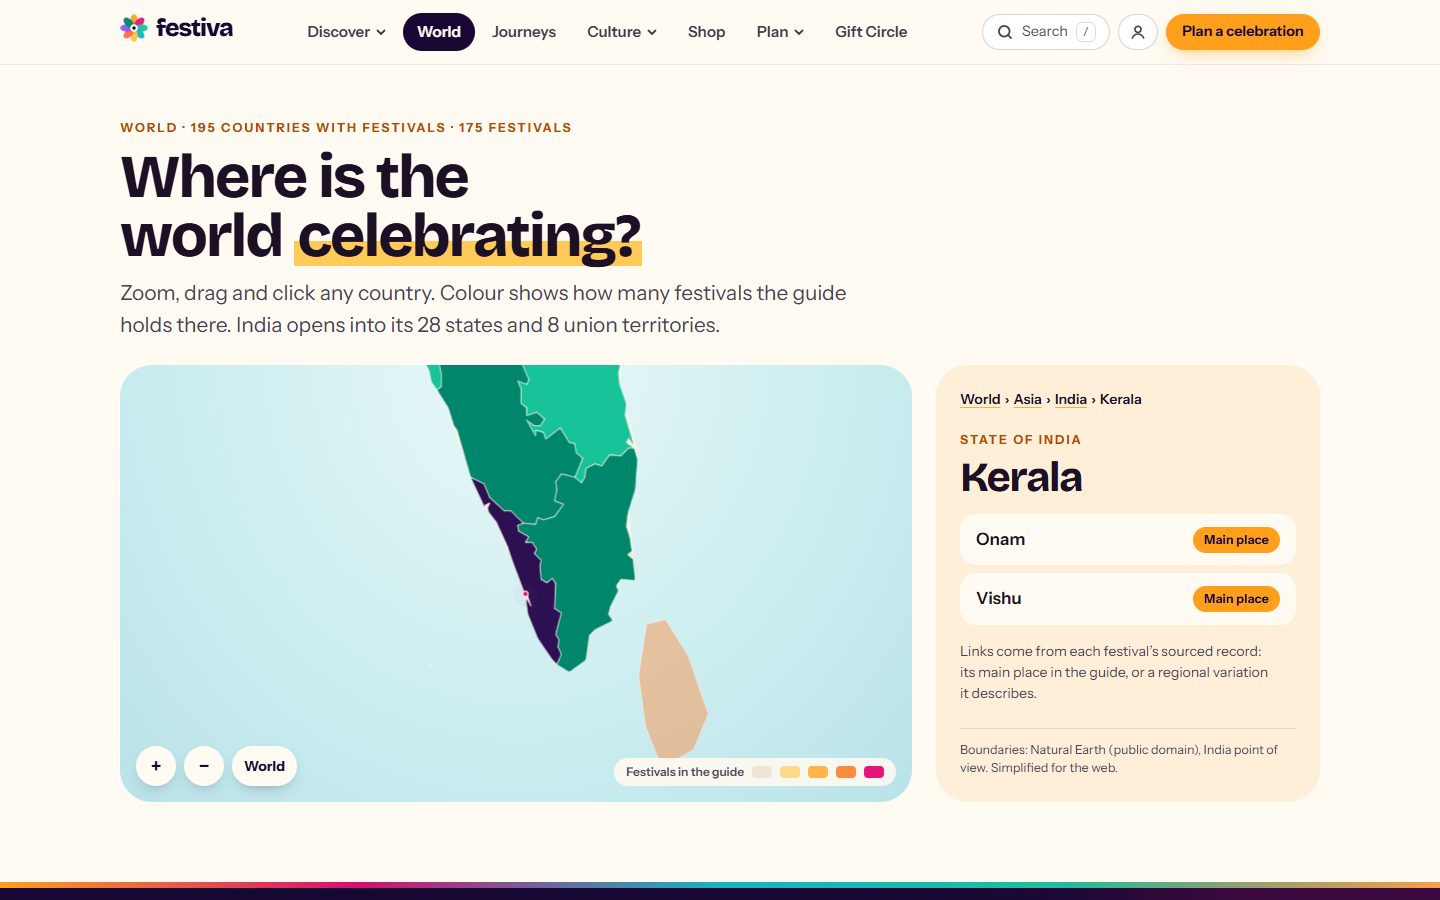 festiva
Discover
World
Journeys
Culture
Shop
Plan
Gift Circle
Search /
Plan a celebration
WORLD · 195 COUNTRIES WITH FESTIVALS · 175 FESTIVALS
Where is the
world celebrating?
Zoom, drag and click any country. Colour shows how many festivals the guide
holds there. India opens into its 28 states and 8 union territories.
+
−
World
Festivals in the guide
World › Asia › India › Kerala
STATE OF INDIA
Kerala
Onam Main place
Vishu Main place
Links come from each festival’s sourced record:
its main place in the guide, or a regional variation
it describes.
Boundaries: Natural Earth (public domain), India point of
view. Simplified for the web.